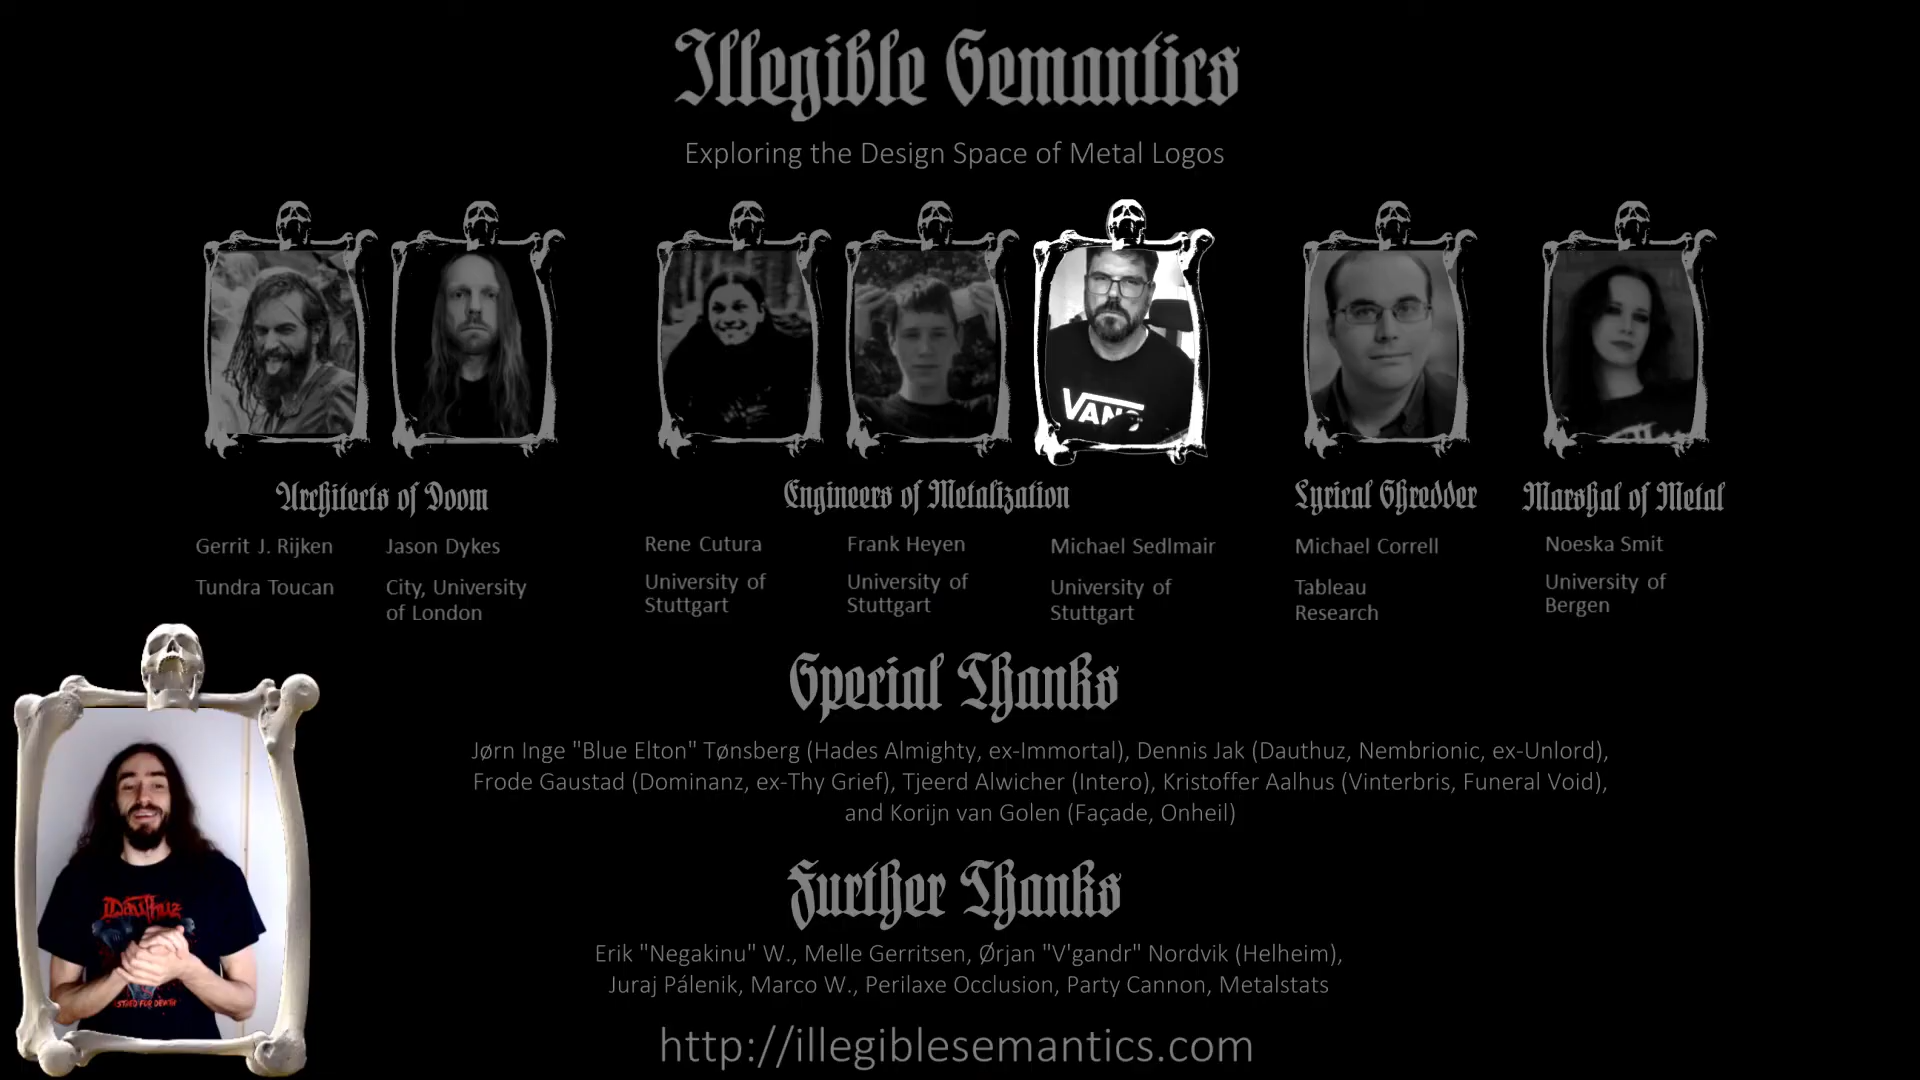 Illegible Semantics
Exploring the Design Space of Metal Logos
VANS
Architects of Doom
Engineers of Metalization
Lyrical Shredder
Marshal of Metal
Gerrit J. Rijken
Tundra Toucan
Jason Dykes
City, University
of London
Rene Cutura
University of
Stuttgart
Frank Heyen
University of
Stuttgart
Michael Sedlmair
University of
Stuttgart
Michael Correll
Tableau
Research
Noeska Smit
University of
Bergen
Special Thanks
Jørn Inge "Blue Elton" Tønsberg (Hades Almighty, ex-Immortal), Dennis Jak (Dauthuz, Nembrionic, ex-Unlord),
Frode Gaustad (Dominanz, ex-Thy Grief), Tjeerd Alwicher (Intero), Kristoffer Aalhus (Vinterbris, Funeral Void),
and Korijn van Golen (Façade, Onheil)
Further Thanks
Erik "Negakinu" W., Melle Gerritsen, Ørjan "V'gandr" Nordvik (Helheim),
Juraj Pálenik, Marco W., Perilaxe Occlusion, Party Cannon, Metalstats
http://illegiblesemantics.com
Dauthuz
FOR DEATH